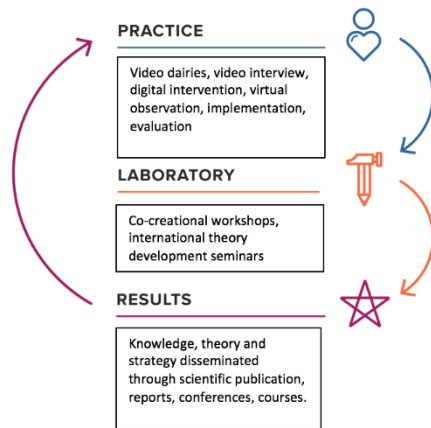 PRACTICE
Video dairies, video interview,
digital intervention, virtual
observation, implementation,
evaluation
LABORATORY
Co-creational workshops,
international theory
development seminars
RESULTS
Knowledge, theory and
strategy disseminated
through scientific publication,
reports, conferences, courses.